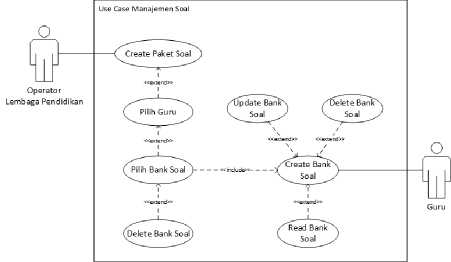 Use Case Manajemen Soal
Create Paket Soal
Operator
Lembaga Pendidikan
<<extend>>
Pilih Guru
Update Bank
Soal
Delete Bank
Soal
<<extend>>
<<extend>>
<<extend>>
Pilih Bank Soal
<<include>>
Create Bank
Soal
Guru
<<extend>>
<<extend>>
Delete Bank Soal
Read Bank
Soal